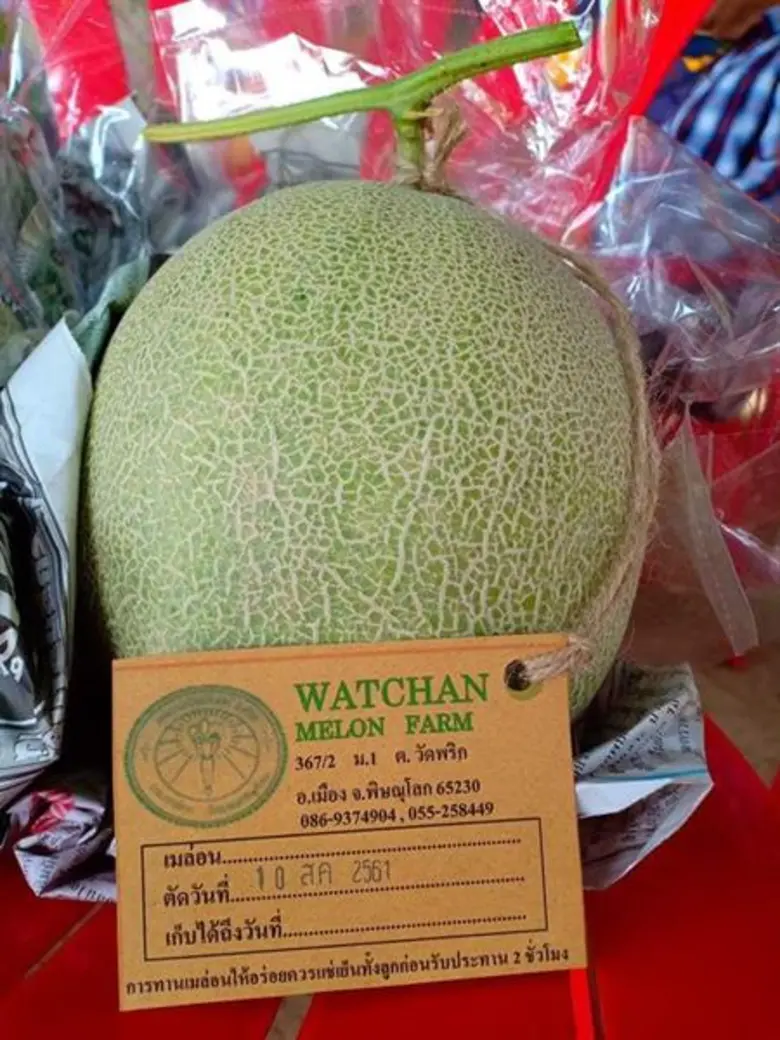 WATCHAN
MELON FARM
367/2 ม.1 ต. วัดพริก
อ.เมือง จ.พิษณุโลก 65230
086-9374904 , 055-258449
เมล่อน..........................................................
ตัดวันที่ 10 สค 2561
เก็บได้ถึงวันที่................................................
การทานเมล่อนให้อร่อยควรแช่เย็นทั้งลูกก่อนรับประทาน 2 ชั่วโมง